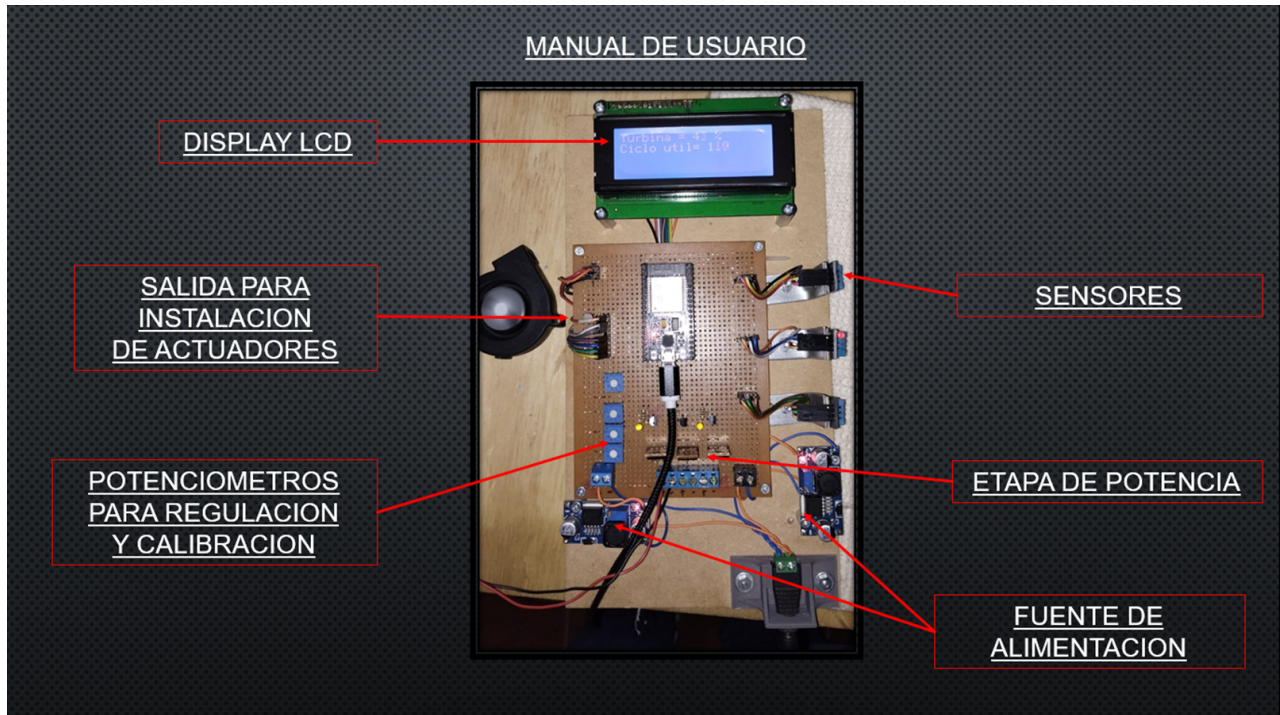 MANUAL DE USUARIO
DISPLAY LCD
Turbina = 43 %
Ciclo util= 110
SALIDA PARA
INSTALACION
DE ACTUADORES
SENSORES
POTENCIOMETROS
PARA REGULACION
Y CALIBRACION
ETAPA DE POTENCIA
FUENTE DE
ALIMENTACION